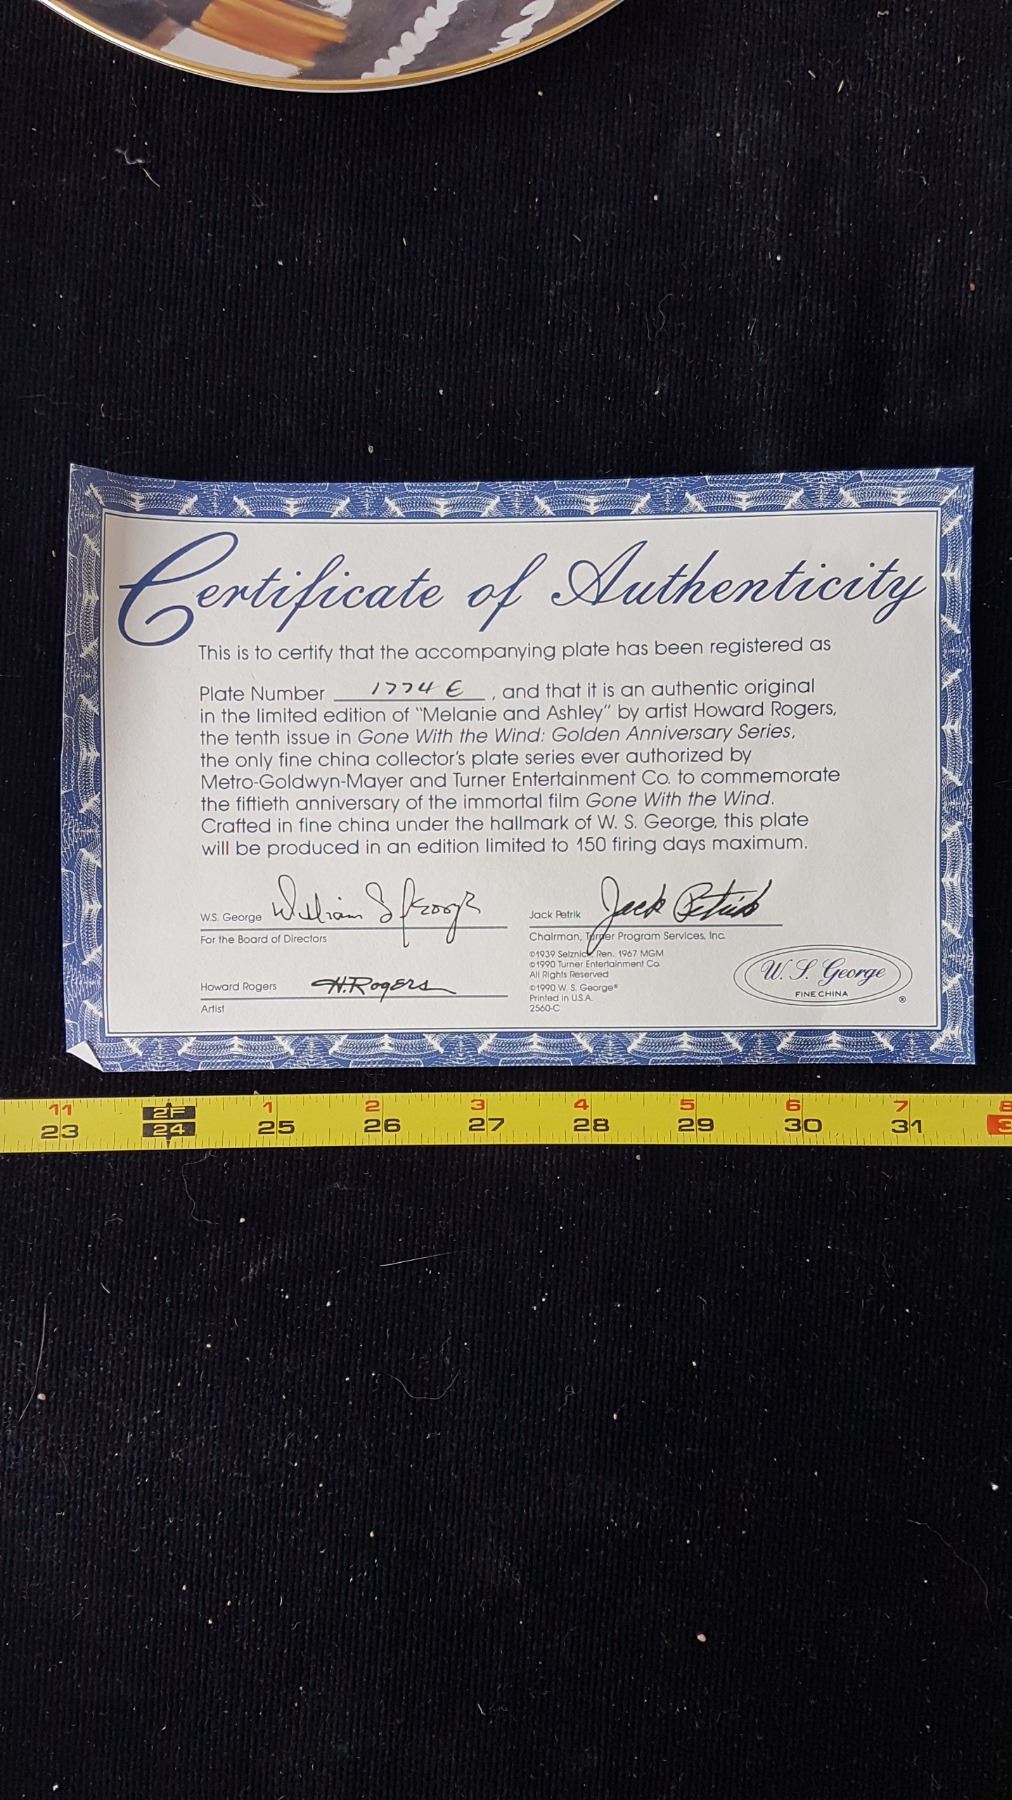 Certificate of Authenticity
This is to certify that the accompanying plate has been registered as
Plate Number 1774 E, and that it is an authentic original
in the limited edition of "Melanie and Ashley" by artist Howard Rogers,
the tenth issue in Gone With the Wind: Golden Anniversary Series,
the only fine china collector's plate series ever authorized by
Metro-Goldwyn-Mayer and Turner Entertainment Co. to commemorate
the fiftieth anniversary of the immortal film Gone With the Wind.
Crafted in fine china under the hallmark of W. S. George, this plate
will be produced in an edition limited to 150 firing days maximum.
W.S. George William S George
For the Board of Directors
Jack Petrik Jack Petrik
Chairman, Turner Program Services, Inc.
Howard Rogers H. Rogers
Artist
©1939 Selznick Ren. 1967 MGM
©1990 Turner Entertainment Co.
All Rights Reserved
©1990 W. S. George®
Printed in U.S.A.
2560-C
W. S. George
FINE CHINA
®
11 2F 1 2 3 4 5 6 7 8
23 24 25 26 27 28 29 30 31 3